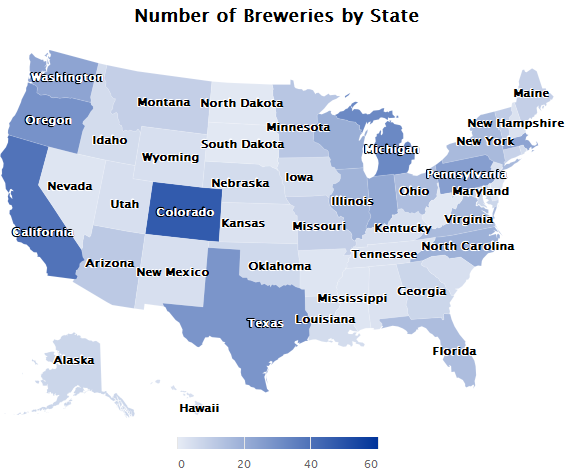 Number of Breweries by State
Washington
Maine
Montana
North Dakota
Oregon
Minnesota
New Hampshire
Idaho
New York
South Dakota
Michigan
Wyoming
Pennsylvania
Iowa
Nebraska
Nevada
Ohio
Maryland
Utah
Illinois
Colorado
Virginia
Kansas
Missouri
Kentucky
California
North Carolina
Tennessee
Arizona
Oklahoma
New Mexico
Georgia
Mississippi
Louisiana
Texas
Florida
Alaska
Hawaii
0 20 40 60